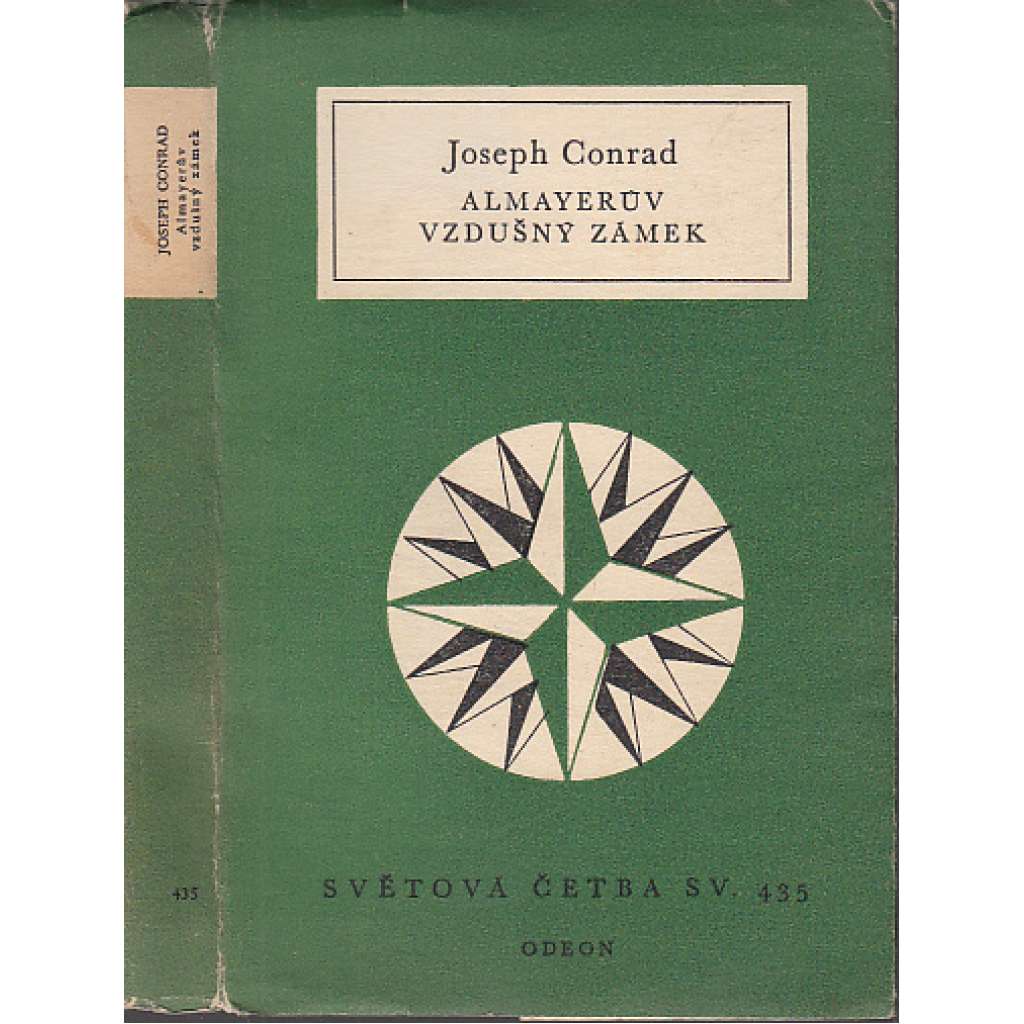 JOSEPH CONRAD
Almayerův
vzdušný zámek
435
Joseph Conrad
ALMAYERŮV
VZDUŠNÝ ZÁMEK
SVĚTOVÁ ČETBA SV. 435
ODEON